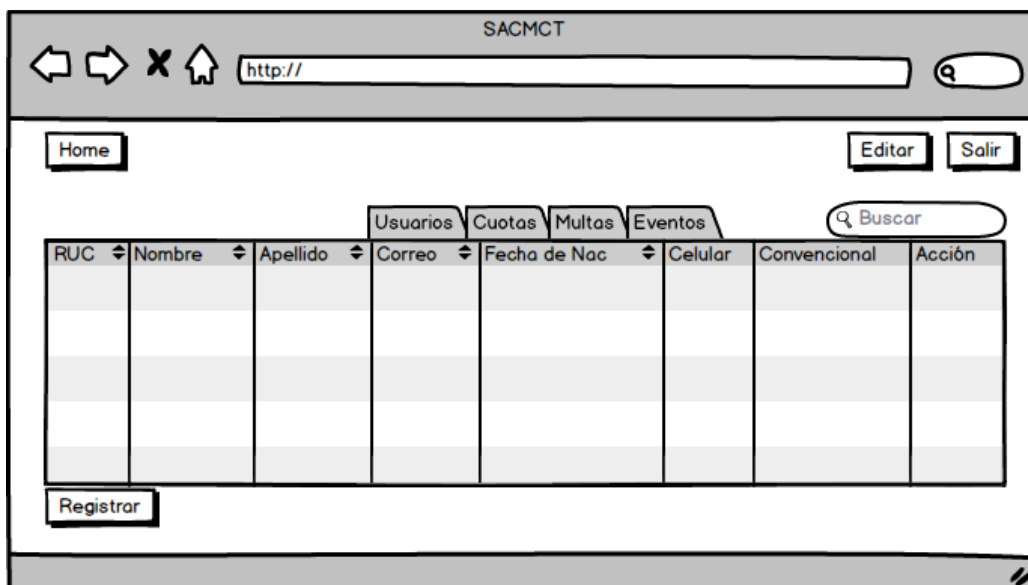 SACMCT
http://
Home
Editar
Salir
Usuarios Cuotas Multas Eventos
Buscar
RUC Nombre Apellido Correo Fecha de Nac Celular Convencional Acción
Registrar